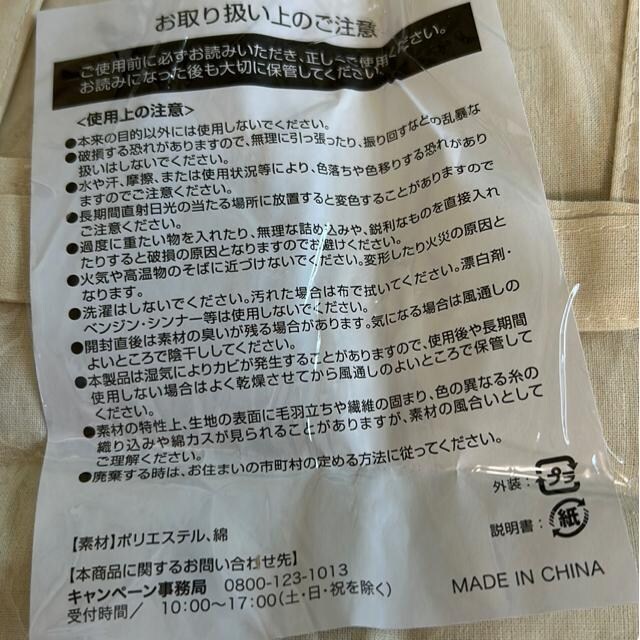 お取り扱い上のご注意
ご使用前に必ずお読みいただき、正しくご使用ください。
お読みになった後も大切に保管してください。
<使用上の注意>
●本来の目的以外には使用しないでください。
●破損する恐れがありますので、無理に引っ張ったり、振り回すなどの乱暴な
扱いはしないでください。
●水や汗、摩擦、または使用状況等により、色落ちや色移りする恐れがあり
ますのでご注意ください。
●長期間直射日光の当たる場所に放置すると変色することがありますので
ご注意ください。
●過度に重たい物を入れたり、無理な詰め込みや、鋭利なものを直接入れ
たりすると破損の原因となりますのでお避けください。
●火気や高温物のそばに近づけないでください。変形したり火災の原因と
なります。
●洗濯はしないでください。汚れた場合は布で拭いてください。漂白剤・
ベンジン・シンナー等は使用しないでください。
●開封直後は素材の臭いが残る場合があります。気になる場合は風通しの
よいところで陰干ししてください。
●本製品は湿気によりカビが発生することがありますので、使用後や長期間
使用しない場合はよく乾燥させてから風通しのよいところで保管して
ください。
●素材の特性上、生地の表面に毛羽立ちや繊維の固まり、色の異なる糸の
織り込みや綿カスが見られることがありますが、素材の風合いとして
ご理解ください。
●廃棄する時は、お住まいの市町村の定める方法に従ってください。
外装：プラ
説明書：紙
【素材】ポリエステル、綿
【本商品に関するお問い合わせ先】
キャンペーン事務局 0800-123-1013
受付時間／ 10:00~17:00(土・日・祝を除く)
MADE IN CHINA